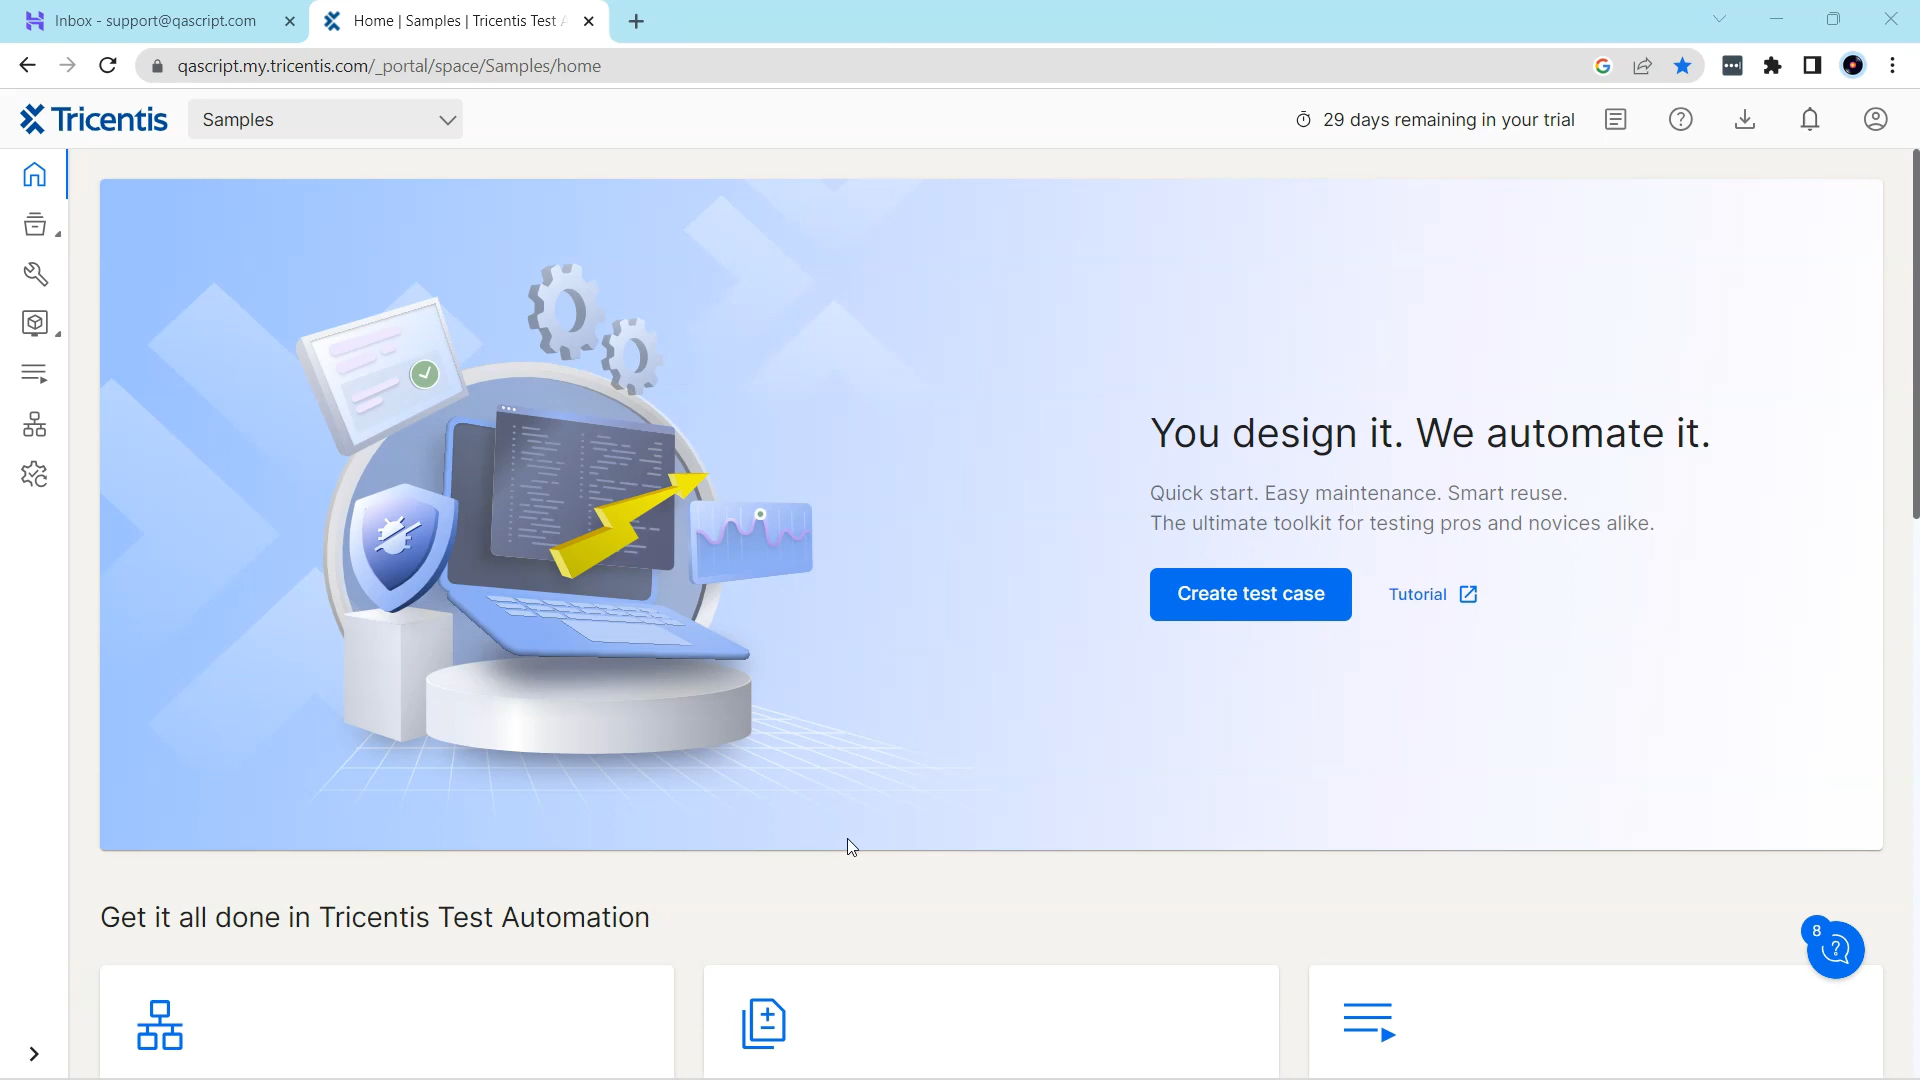 Inbox - support@qascript.com
Home | Samples | Tricentis Test
qascript.my.tricentis.com/_portal/space/Samples/home
Tricentis
Samples
29 days remaining in your trial
You design it. We automate it.
Quick start. Easy maintenance. Smart reuse.
The ultimate toolkit for testing pros and novices alike.
Create test case
Tutorial
Get it all done in Tricentis Test Automation
8